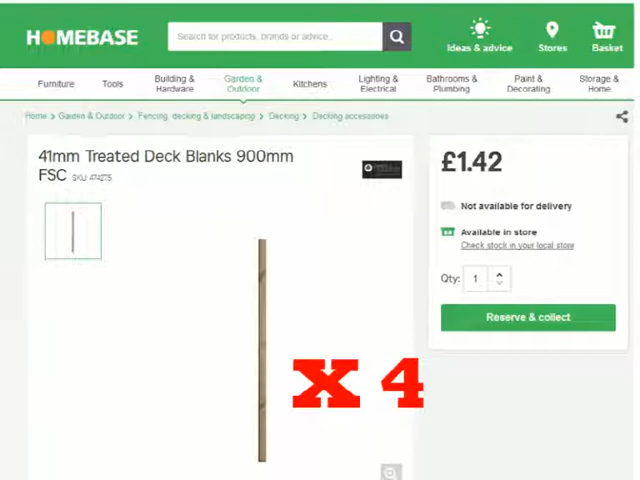 HOMEBASE
Search for products, brands or advice..
Ideas & advice
Stores
Basket
Furniture
Tools
Building & Hardware
Garden & Outdoor
Kitchens
Lighting & Electrical
Bathrooms & Plumbing
Paint & Decorating
Storage & Home
Home > Garden & Outdoor > Fencing, decking & landscaping > Decking > Decking accessories
41mm Treated Deck Blanks 900mm
FSC SKU: 474275
£1.42
Not available for delivery
Available in store
Check stock in your local store
Qty: 1
Reserve & collect
X 4